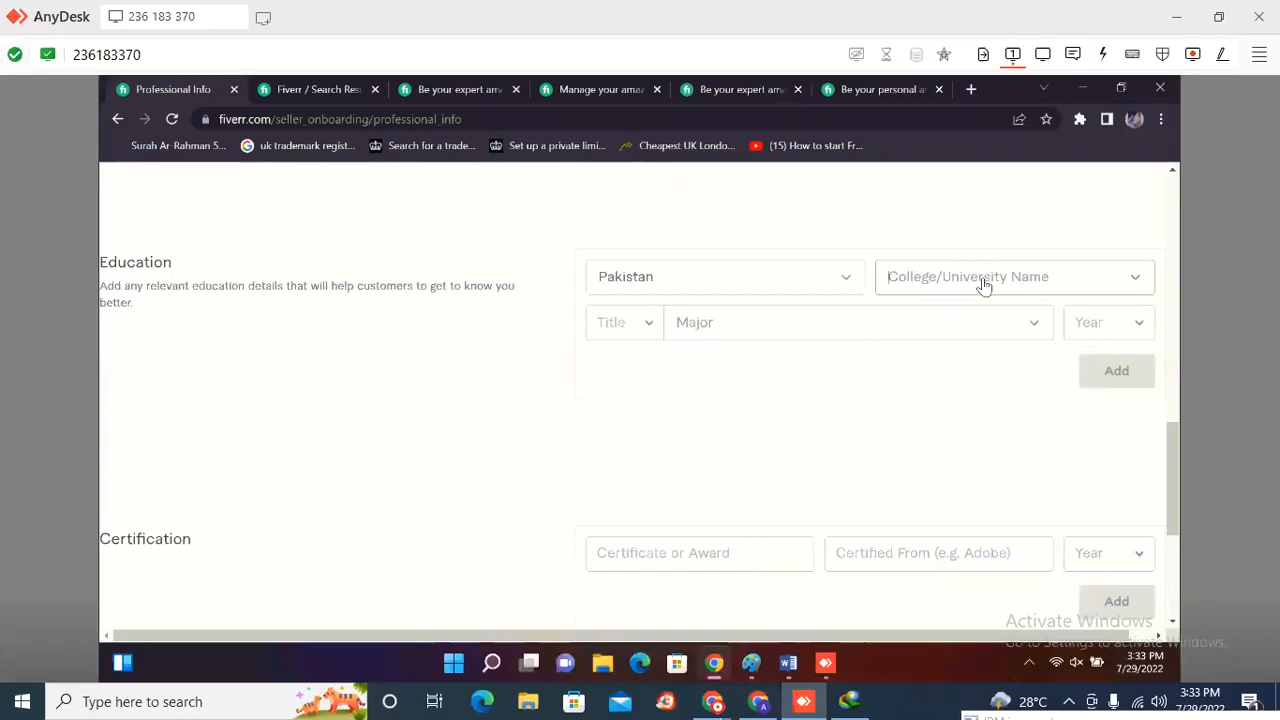 AnyDesk
236 183 370
236183370
Professional Info
Fiverr / Search Res
Be your expert am
Manage your ama
Be your expert am
Be your personal a
fiverr.com/seller_onboarding/professional_info
Surah Ar-Rahman 5...
uk trademark regist...
Search for a trade...
Set up a private limi...
Cheapest UK Londo...
(15) How to start Fr...
Education
Add any relevant education details that will help customers to get to know you
better.
Pakistan
College/University Name
Title
Major
Year
Add
Certification
Certificate or Award
Certified From (e.g. Adobe)
Year
Add
Activate Windows
Go to Settings to activate Windows.
3:33 PM
7/29/2022
Type here to search
28°C
3:33 PM
7/29/2022